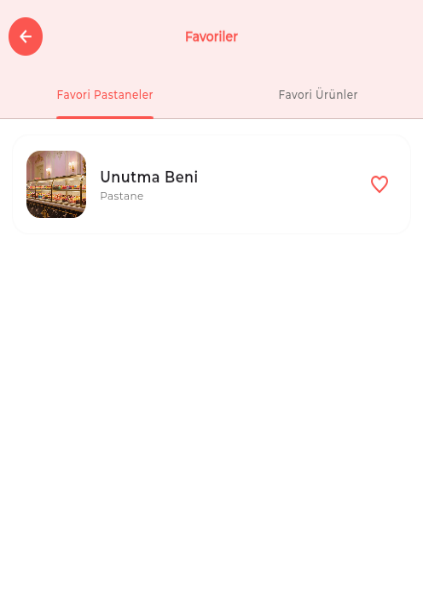 Favoriler
Favori Pastaneler
Favori Ürünler
Unutma Beni
Pastane